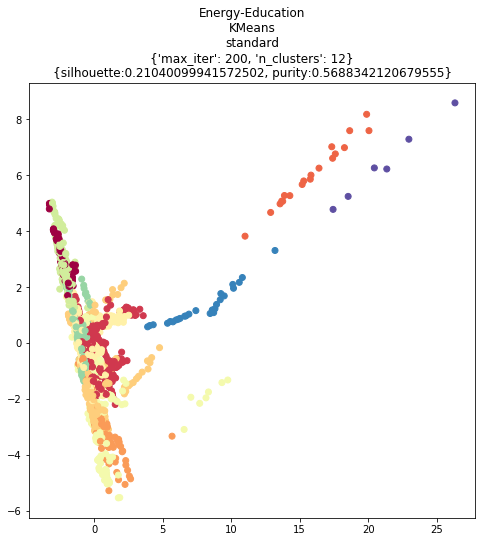 Energy-Education
KMeans
standard
{'max_iter': 200, 'n_clusters': 12}
{silhouette:0.21040099941572502, purity:0.5688342120679555}
8
6
4
2
0
−2
−4
−6
0 5 10 15 20 25